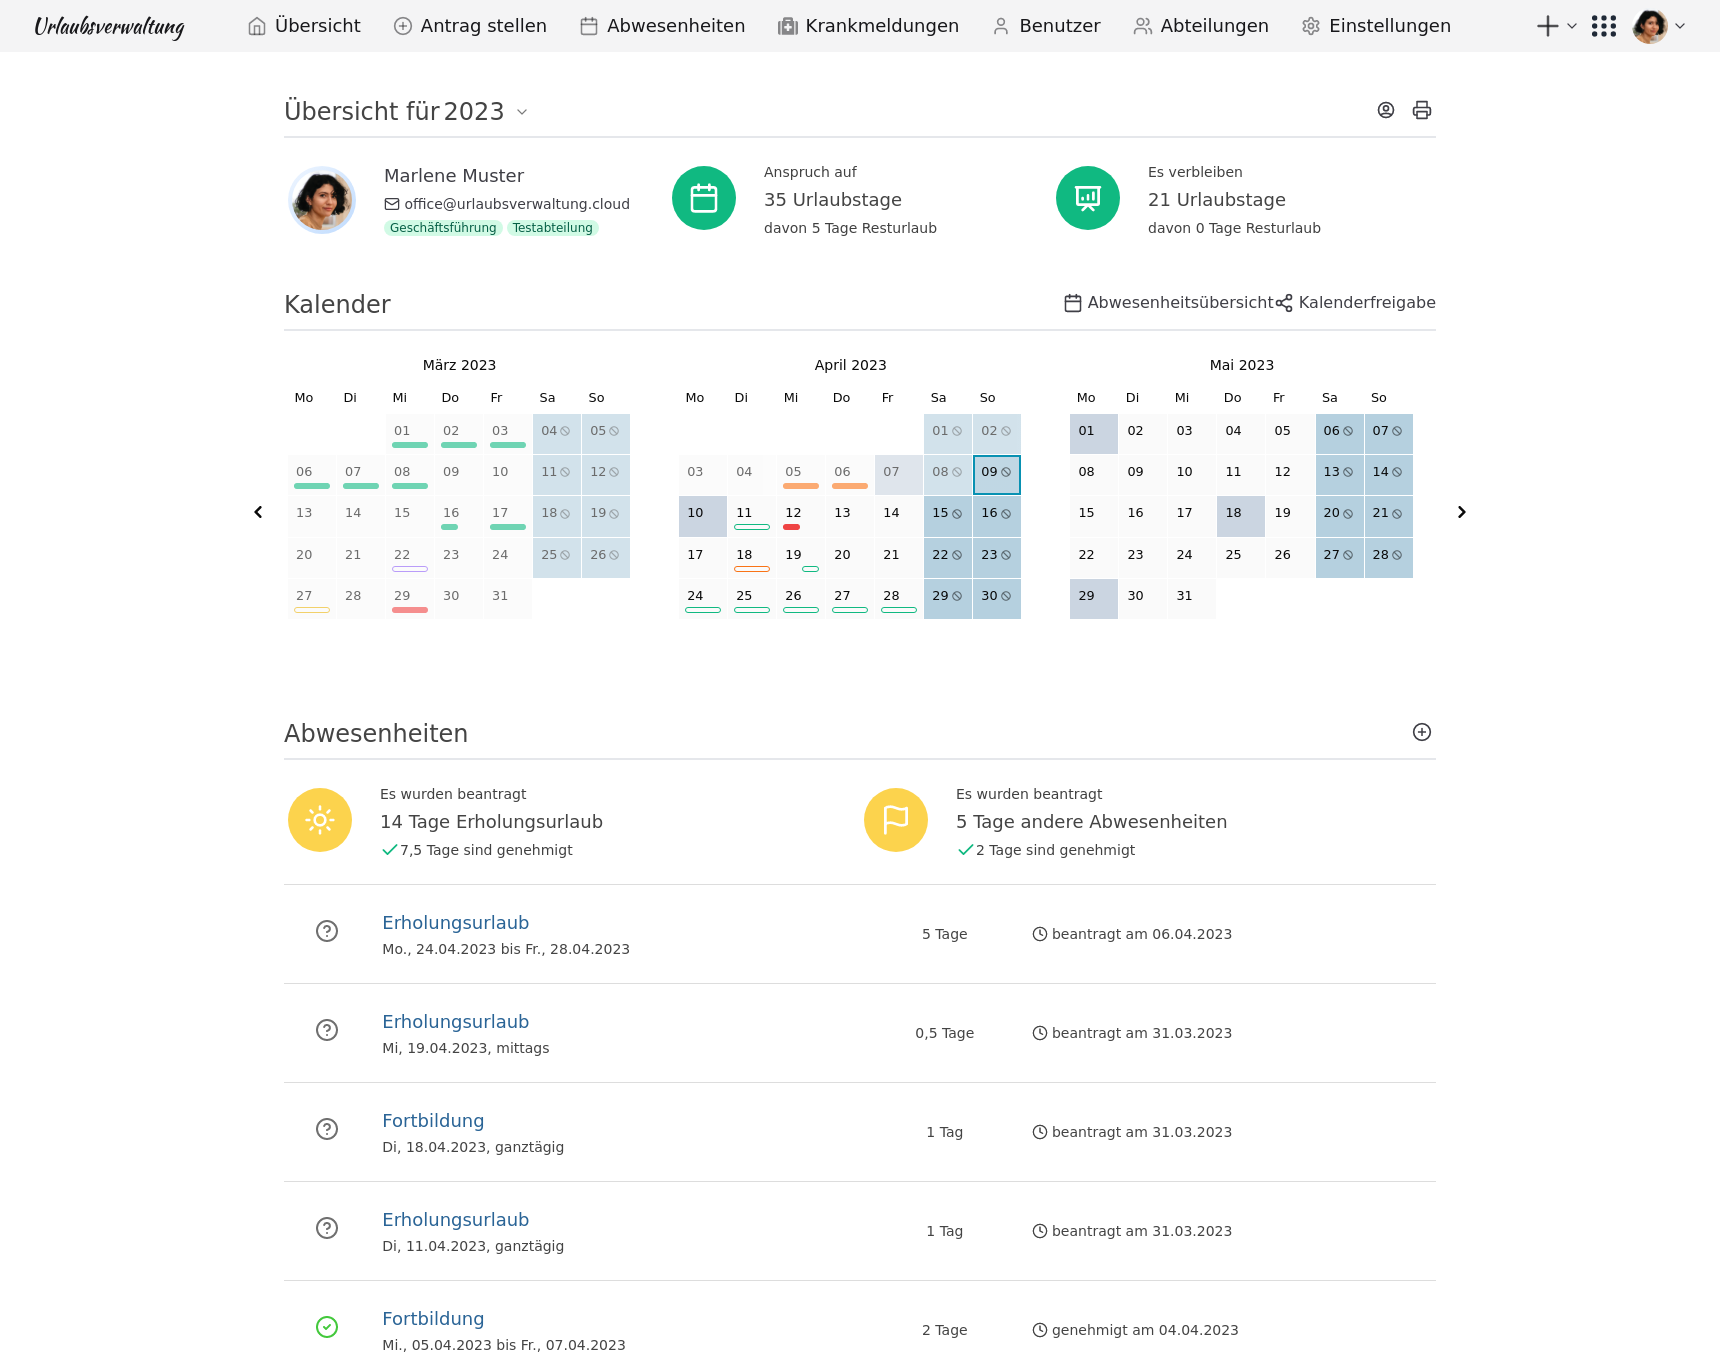 Urlaubsverwaltung
Übersicht Antrag stellen Abwesenheiten Krankmeldungen Benutzer Abteilungen Einstellungen
Übersicht für 2023
Marlene Muster
office@urlaubsverwaltung.cloud
Geschäftsführung Testabteilung
Anspruch auf
35 Urlaubstage
davon 5 Tage Resturlaub
Es verbleiben
21 Urlaubstage
davon 0 Tage Resturlaub
Kalender
Abwesenheitsübersicht Kalenderfreigabe
März 2023
Mo Di Mi Do Fr Sa So
01 02 03 04 05
06 07 08 09 10 11 12
13 14 15 16 17 18 19
20 21 22 23 24 25 26
27 28 29 30 31
April 2023
Mo Di Mi Do Fr Sa So
01 02
03 04 05 06 07 08 09
10 11 12 13 14 15 16
17 18 19 20 21 22 23
24 25 26 27 28 29 30
Mai 2023
Mo Di Mi Do Fr Sa So
01 02 03 04 05 06 07
08 09 10 11 12 13 14
15 16 17 18 19 20 21
22 23 24 25 26 27 28
29 30 31
Abwesenheiten
Es wurden beantragt
14 Tage Erholungsurlaub
7,5 Tage sind genehmigt
Es wurden beantragt
5 Tage andere Abwesenheiten
2 Tage sind genehmigt
Erholungsurlaub
Mo., 24.04.2023 bis Fr., 28.04.2023
5 Tage
beantragt am 06.04.2023
Erholungsurlaub
Mi, 19.04.2023, mittags
0,5 Tage
beantragt am 31.03.2023
Fortbildung
Di, 18.04.2023, ganztägig
1 Tag
beantragt am 31.03.2023
Erholungsurlaub
Di, 11.04.2023, ganztägig
1 Tag
beantragt am 31.03.2023
Fortbildung
Mi., 05.04.2023 bis Fr., 07.04.2023
2 Tage
genehmigt am 04.04.2023